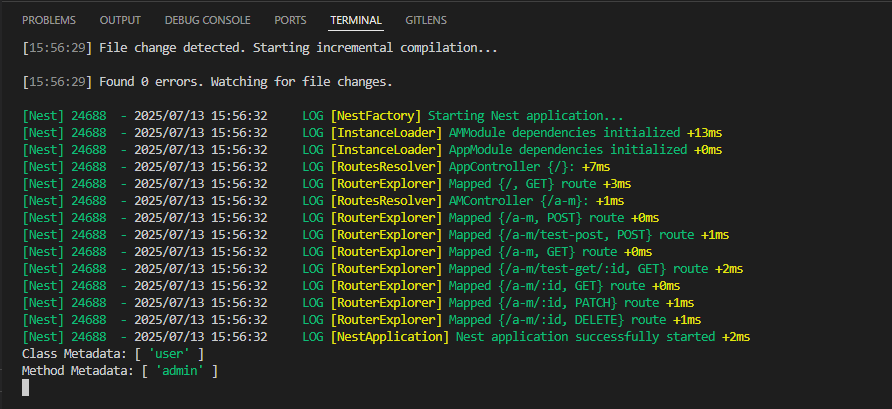 PROBLEMS OUTPUT DEBUG CONSOLE PORTS TERMINAL GITLENS
[15:56:29] File change detected. Starting incremental compilation...
[15:56:29] Found 0 errors. Watching for file changes.
[Nest] 24688  - 2025/07/13 15:56:32     LOG [NestFactory] Starting Nest application...
[Nest] 24688  - 2025/07/13 15:56:32     LOG [InstanceLoader] AMModule dependencies initialized +13ms
[Nest] 24688  - 2025/07/13 15:56:32     LOG [InstanceLoader] AppModule dependencies initialized +0ms
[Nest] 24688  - 2025/07/13 15:56:32     LOG [RoutesResolver] AppController {/}: +7ms
[Nest] 24688  - 2025/07/13 15:56:32     LOG [RouterExplorer] Mapped {/, GET} route +3ms
[Nest] 24688  - 2025/07/13 15:56:32     LOG [RoutesResolver] AMController {/a-m}: +1ms
[Nest] 24688  - 2025/07/13 15:56:32     LOG [RouterExplorer] Mapped {/a-m, POST} route +0ms
[Nest] 24688  - 2025/07/13 15:56:32     LOG [RouterExplorer] Mapped {/a-m/test-post, POST} route +1ms
[Nest] 24688  - 2025/07/13 15:56:32     LOG [RouterExplorer] Mapped {/a-m, GET} route +0ms
[Nest] 24688  - 2025/07/13 15:56:32     LOG [RouterExplorer] Mapped {/a-m/test-get/:id, GET} route +2ms
[Nest] 24688  - 2025/07/13 15:56:32     LOG [RouterExplorer] Mapped {/a-m/:id, GET} route +0ms
[Nest] 24688  - 2025/07/13 15:56:32     LOG [RouterExplorer] Mapped {/a-m/:id, PATCH} route +1ms
[Nest] 24688  - 2025/07/13 15:56:32     LOG [RouterExplorer] Mapped {/a-m/:id, DELETE} route +1ms
[Nest] 24688  - 2025/07/13 15:56:32     LOG [NestApplication] Nest application successfully started +2ms
Class Metadata: [ 'user' ]
Method Metadata: [ 'admin' ]